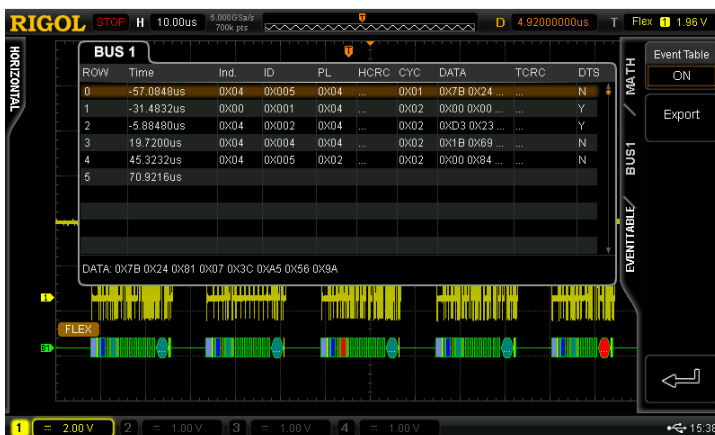 RIGOL STOP H 10.00us 5.000GSa/s 700k pts D 4.92000000us T Flex 1 1.96 V
HORIZONTAL
BUS 1
ROW Time Ind. ID PL HCRC CYC DATA TCRC DTS
0 -57.0848us 0X04 0X005 0X04 ... 0X01 0X7B 0X24 ... ... N
1 -31.4832us 0X00 0X001 0X04 ... 0X02 0X00 0X00 ... ... Y
2 -5.88480us 0X04 0X002 0X04 ... 0X02 0XD3 0X23 ... ... Y
3 19.7200us 0X04 0X004 0X04 ... 0X02 0X1B 0X69 ... ... N
4 45.3232us 0X04 0X005 0X02 ... 0X02 0X00 0X84 ... ... N
5 70.9216us
DATA: 0X7B 0X24 0X81 0X07 0X3C 0XA5 0X56 0X9A
MATH
BUS1
EVENTTABLE
Event Table
ON
Export
T
1
FLEX
B1
1 = 2.00 V 2 = 1.00 V 3 = 1.00 V 4 = 1.00 V 15:38